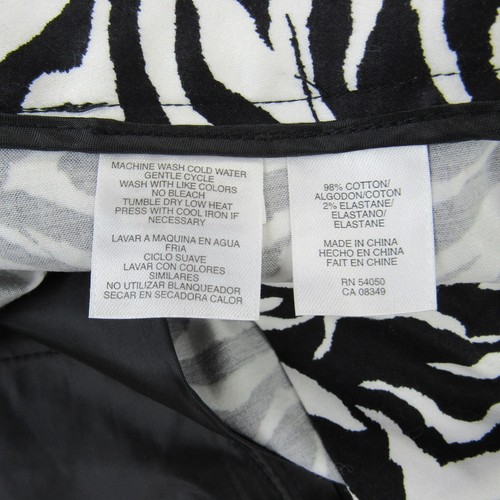 MACHINE WASH COLD WATER
GENTLE CYCLE
WASH WITH LIKE COLORS
NO BLEACH
TUMBLE DRY LOW HEAT
PRESS WITH COOL IRON IF
NECESSARY
LAVAR A MAQUINA EN AGUA
FRIA
CICLO SUAVE
LAVAR CON COLORES
SIMILARES
NO UTILIZAR BLANQUEADOR
SECAR EN SECADORA CALOR
98% COTTON/
ALGODON/COTON
2% ELASTANE/
ELASTANO/
ELASTANE
MADE IN CHINA
HECHO EN CHINA
FAIT EN CHINE
RN 54050
CA 08349